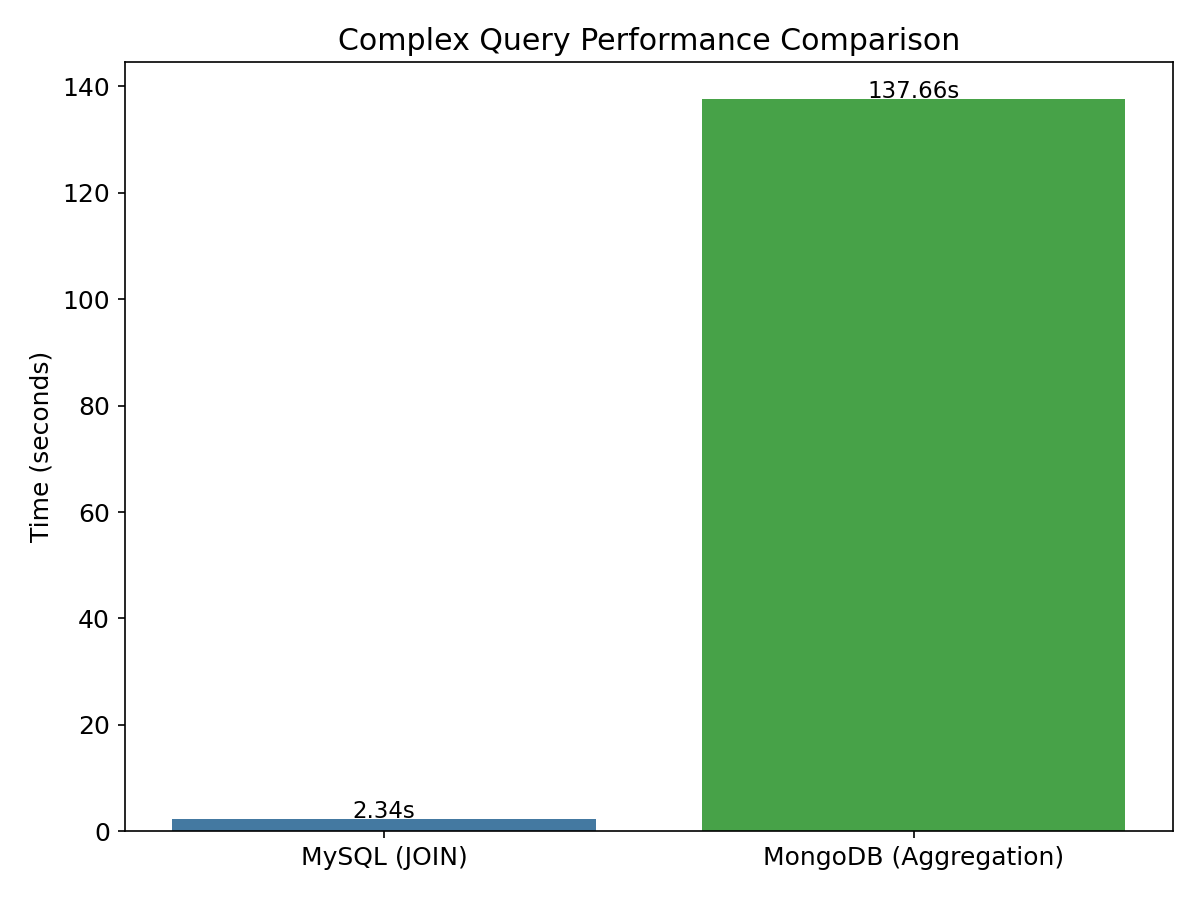 Complex Query Performance Comparison
Time (seconds)
140
120
100
80
60
40
20
0
137.66s
2.34s
MySQL (JOIN)
MongoDB (Aggregation)